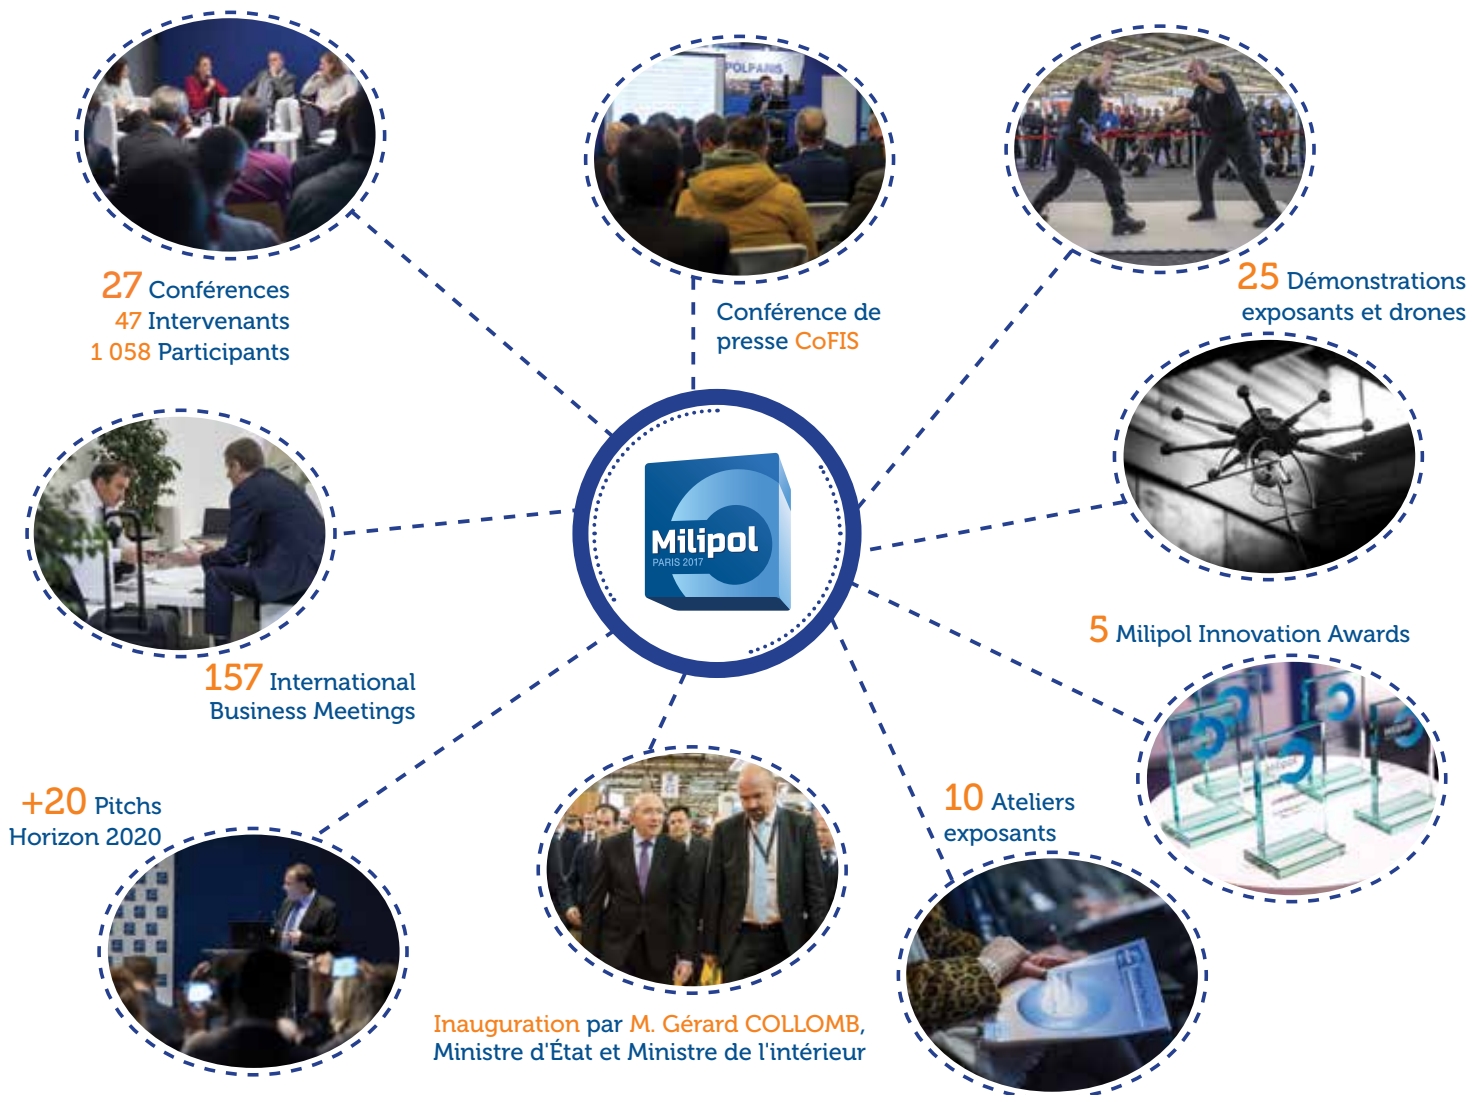 POLPARIS
27 Conférences
47 Intervenants
1 058 Participants
Conférence de
presse CoFIS
25 Démonstrations
exposants et drones
Milipol
PARIS 2017
157 International
Business Meetings
5 Milipol Innovation Awards
+20 Pitchs
Horizon 2020
10 Ateliers
exposants
Inauguration par M. Gérard COLLOMB,
Ministre d'État et Ministre de l'intérieur